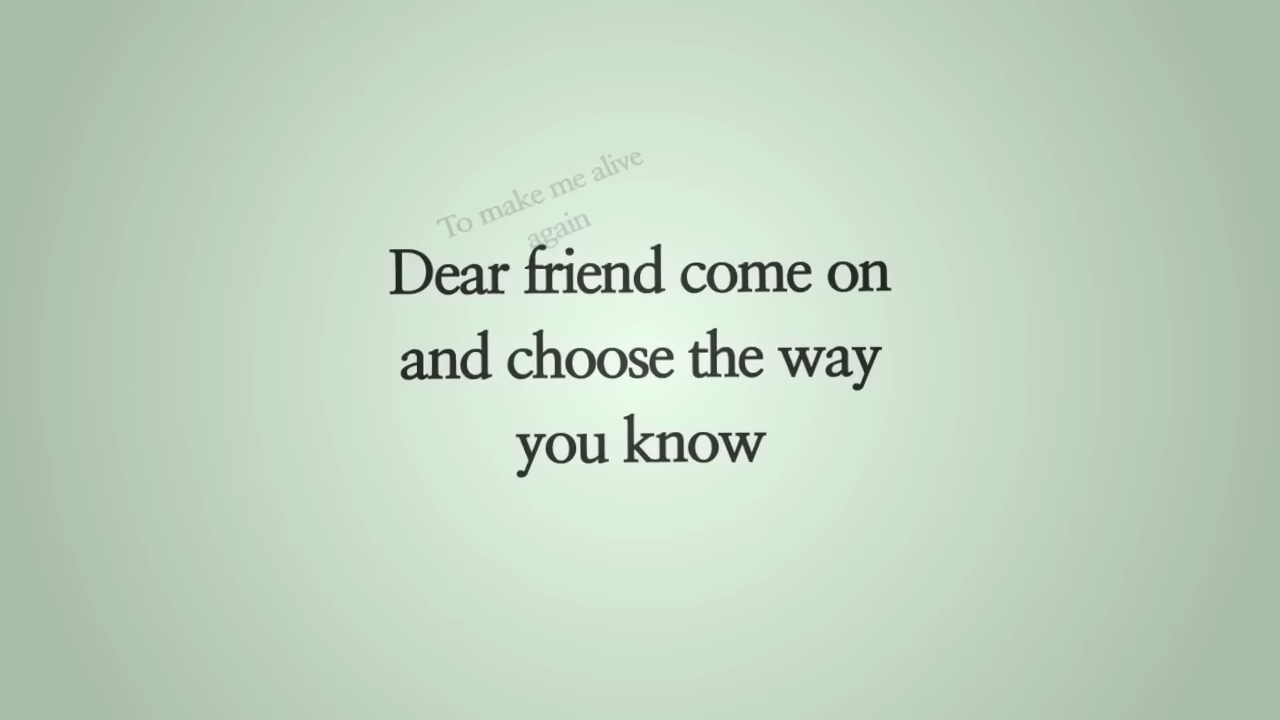 To make me alive
again
Dear friend come on
and choose the way
you know